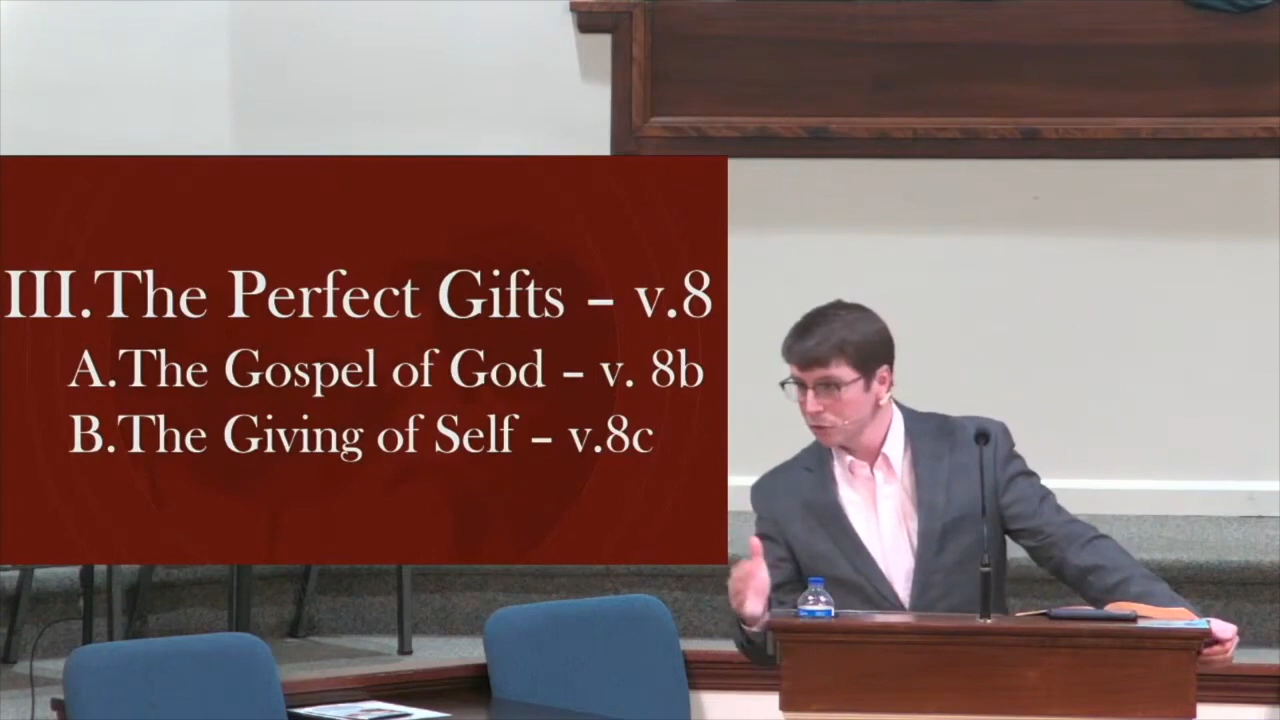 III.The Perfect Gifts – v.8
A.The Gospel of God – v. 8b
B.The Giving of Self – v.8c